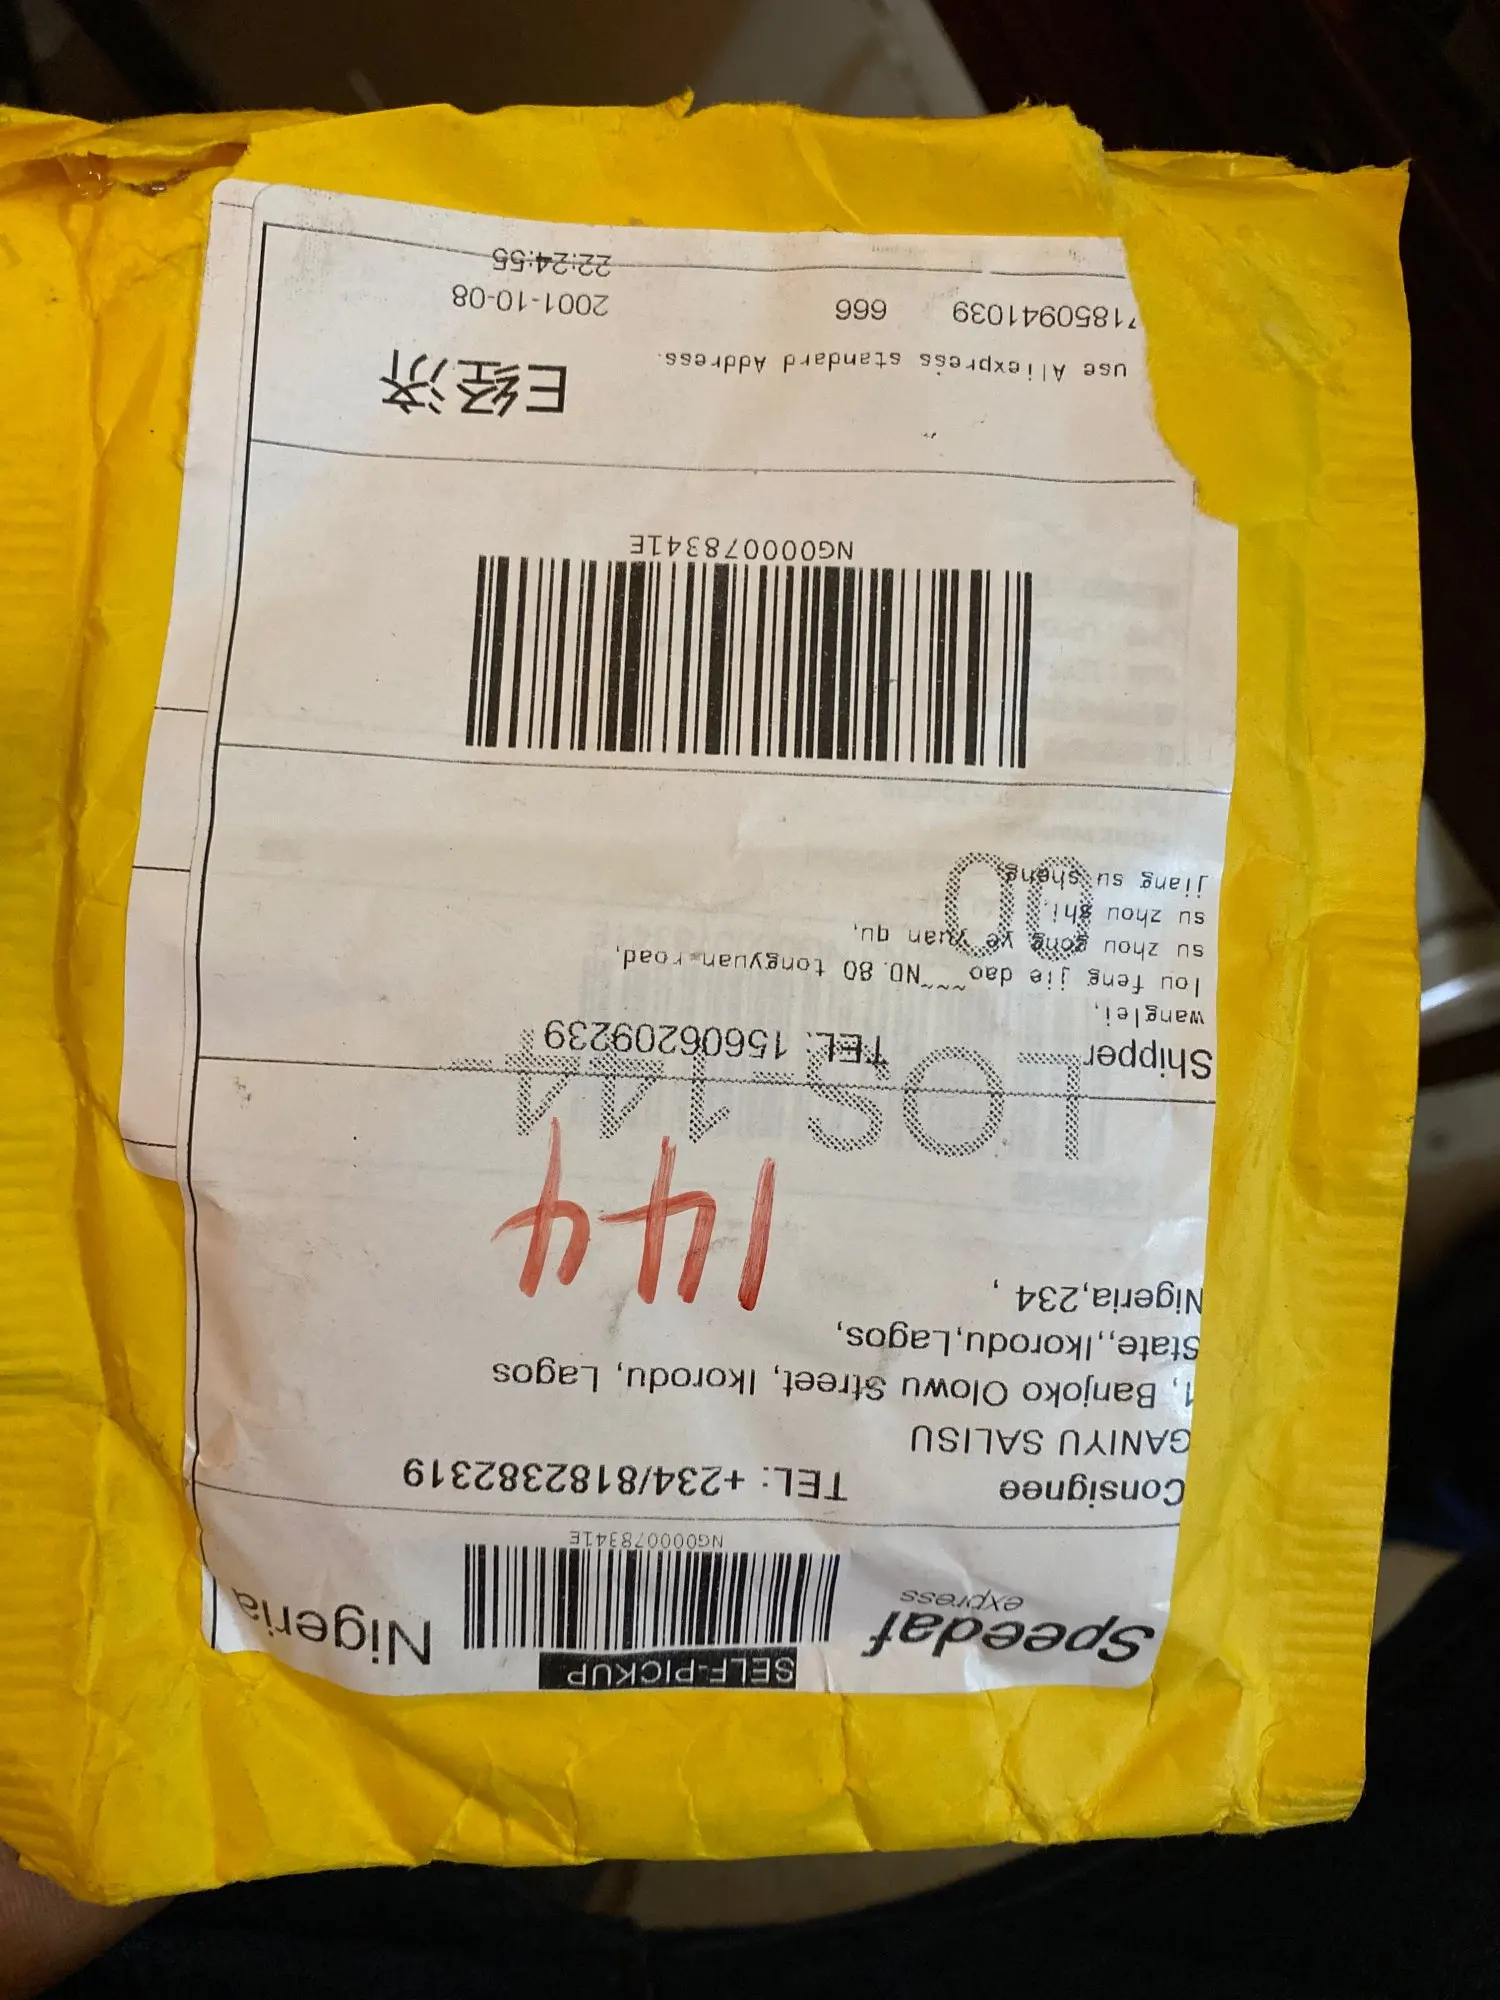 SELF-PICKUP
Speedaf
express
NG000078341E
Nigeria
Consignee TEL: +234/8182382319
GANIYU SALISU
1, Banjoko Olowu Street, Ikorodu, Lagos
State,,Ikorodu,Lagos,
Nigeria,234 ,
144
LOS-144
Shipper TEL: 15606209239
wanglei,
lou feng jie dao~~~NO.80 tongyuan road,
su zhou gong ye yuan qu,
su zhou shi,
jiang su sheng
00
NG000078341E
use Aliexpress standard Address.
E经济
71850941039 666 2001-10-08
22:24:55